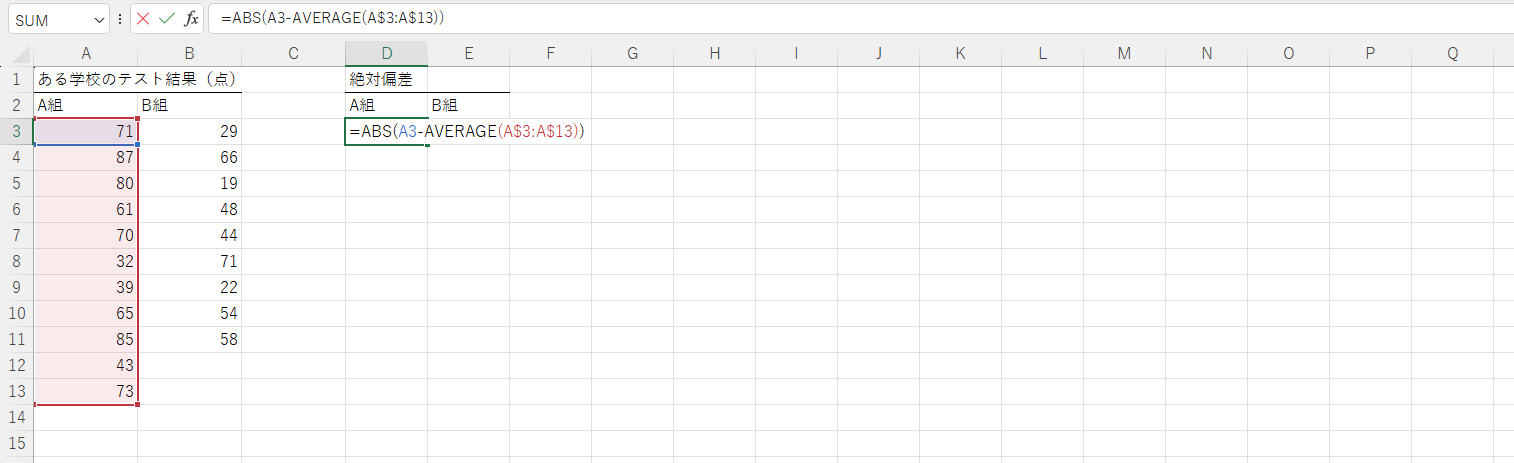 SUM fx =ABS(A3-AVERAGE(A$3:A$13))
A B C D E F G H I J K L M N O P Q
1 ある学校のテスト結果（点） 絶対偏差
2 A組 B組 A組 B組
3 71 29 =ABS(A3-AVERAGE(A$3:A$13))
4 87 66
5 80 19
6 61 48
7 70 44
8 32 71
9 39 22
10 65 54
11 85 58
12 43
13 73
14
15